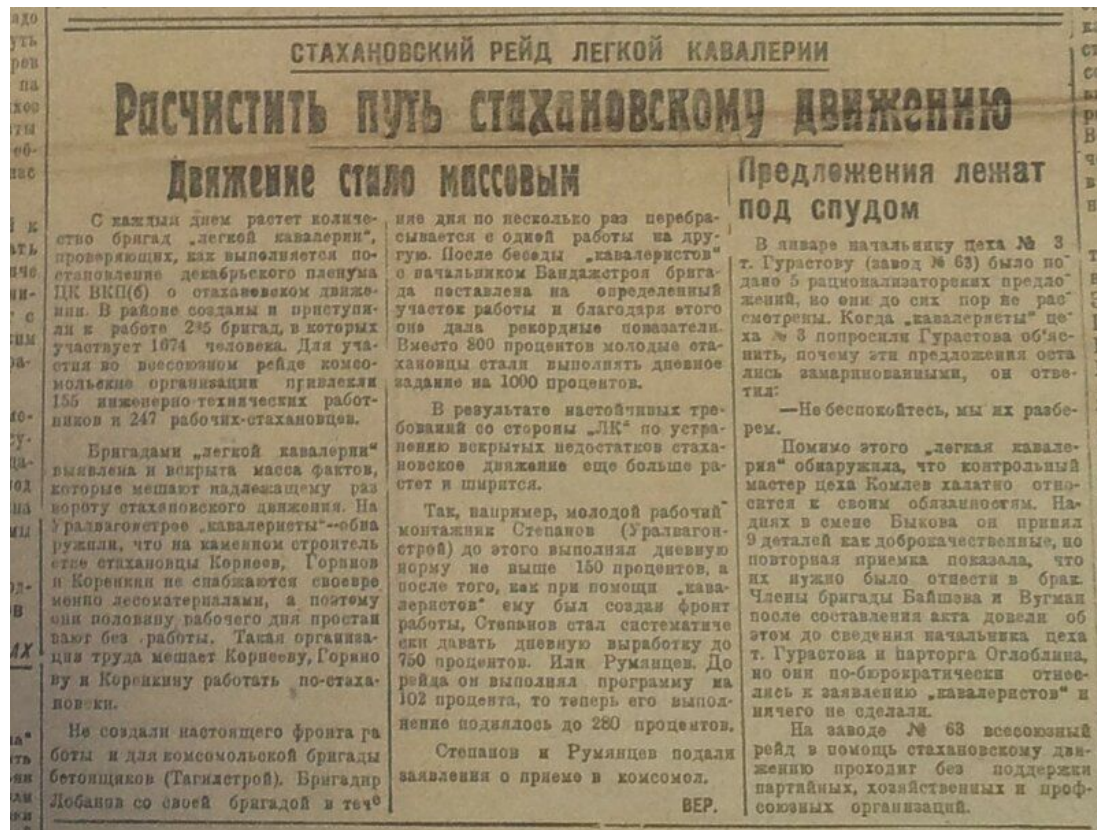 СТАХАНОВСКИЙ РЕЙД ЛЕГКОЙ КАВАЛЕРИИ
Расчистить путь стахановскому движению
Движение стало массовым
С каждым днем растет количе-
ство бригад „легкой кавалерии“,
проверяющих, как выполняется по-
становление декабрьского пленума
ЦК ВКП(б) о стахановском движе-
нии. В районе созданы и приступи-
ли к работе бригад, в которых
участвует 1674 человека. Для уча-
стия во всесоюзном рейде комсо-
мольские организации привлекли
155 инженерно-технических работ-
ников и 247 рабочих-стахановцев.
Бригадами „легкой кавалерии“
выявлена и вскрыта масса фактов,
которые мешают надлежащему раз
вороту стахановского движения. На
Уралвагонстрое „кавалеристы“—обна
ружили, что на каменном строитель
стве стахановцы Корнеев, Горинов
и Коренкин не снабжаются своевре
менно лесоматериалами, а поэтому
они половину рабочего дня простаи
вают без работы. Такая организа-
ция труда мешает Корнееву, Горино
ву и Коренкину работать по-стаха-
новски.
Не создали настоящего фронта ра
боты и для комсомольской бригады
бетонщиков (Тагилстрой). Бригадир
Лобанов со своей бригадой в тече
ние дня по несколько раз перебра-
сывается с одной работы на дру-
гую. После беседы „кавалеристов“
с начальником Бандажстроя брига-
да поставлена на определенный
участок работы и благодаря этого
она дала рекордные показатели.
Вместо 800 процентов молодые ста-
хановцы стали выполнять дневное
задание на 1000 процентов.
В результате настойчивых тре-
бований со стороны „ЛК“ по устра-
нению вскрытых недостатков стаха-
новское движение еще больше ра-
стет и ширится.
Так, например, молодой рабочий
монтажник Степанов (Уралвагон-
строй) до этого выполнял дневную
норму не выше 150 процентов, а
после того, как при помощи „кава-
леристов“ ему был создан фронт
работы, Степанов стал систематиче
ски давать дневную выработку до
750 процентов. Или Румянцев. До
рейда он выполнял программу на
102 процента, то теперь его выпол-
нение поднялось до 280 процентов.
Степанов и Румянцев подали
заявления о приеме в комсомол.
ВЕР.
Предложения лежат
под спудом
В январе начальнику цеха № 3
т. Гурастову (завод № 63) было по
дано 5 рационализаторских предло
жений, но они до сих пор не рас
смотрены. Когда „кавалеристы“ це
ха № 3 попросили Гурастова об'яс-
нить, почему эти предложения оста
лись замаринованными, он отве-
тил:
—Не беспокойтесь, мы их разбе-
рем.
Помимо этого „легкая кавале-
рия“ обнаружила, что контрольный
мастер цеха Комлев халатно отно-
сится к своим обязанностям. На-
днях в смене Быкова он принял
9 деталей как доброкачественные, но
повторная приемка показала, что
их нужно было отнести в брак.
Члены бригады Байшева и Вугман
после составления акта довели об
этом до сведения начальника цеха
т. Гурастова и парторга Оглоблина,
но они по-бюрократически отнес-
лись к заявлению „кавалеристов“ и
ничего не сделали.
На заводе № 63 всесоюзный
рейд в помощь стахановскому дви-
жению проходит без поддержки
партийных, хозяйственных и проф-
союзных организаций.